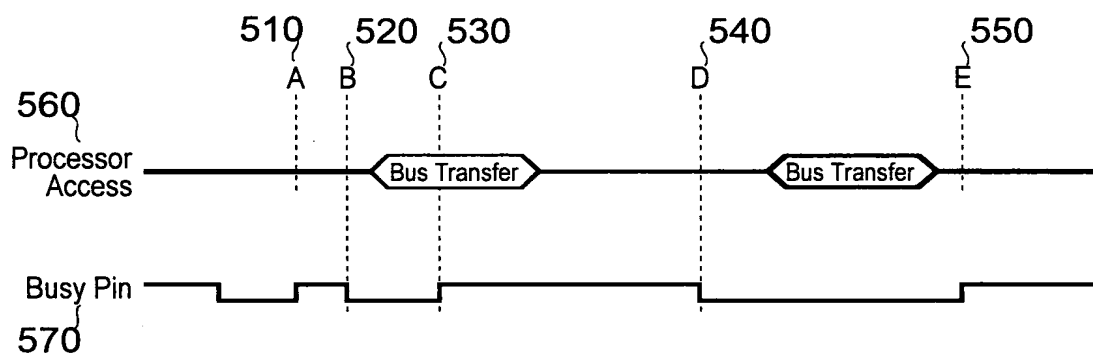 510 520 530 540 550
A B C D E
560
Processor
Access
Bus Transfer Bus Transfer
Busy Pin
570